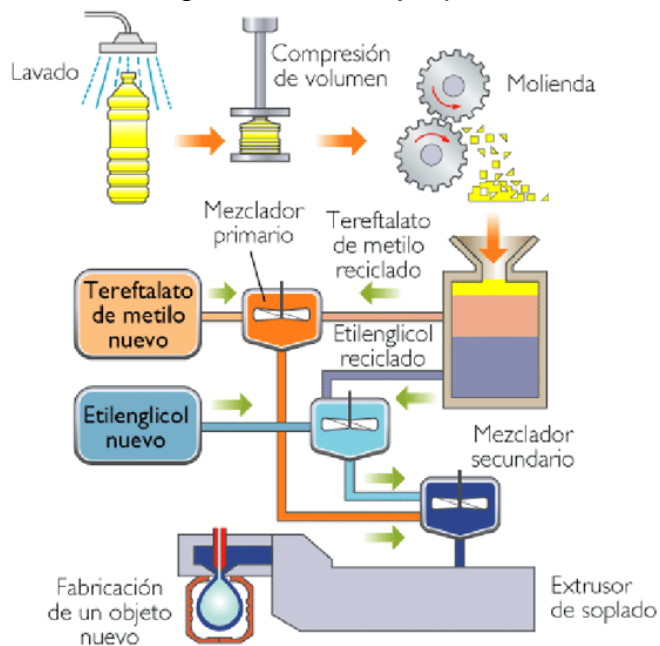 Lavado
Compresión
de volumen
Molienda
Mezclador
primario
Tereftalato
de metilo
reciclado
Tereftalato
de metilo
nuevo
Etilenglicol
reciclado
Etilenglicol
nuevo
Mezclador
secundario
Fabricación
de un objeto
nuevo
Extrusor
de soplado